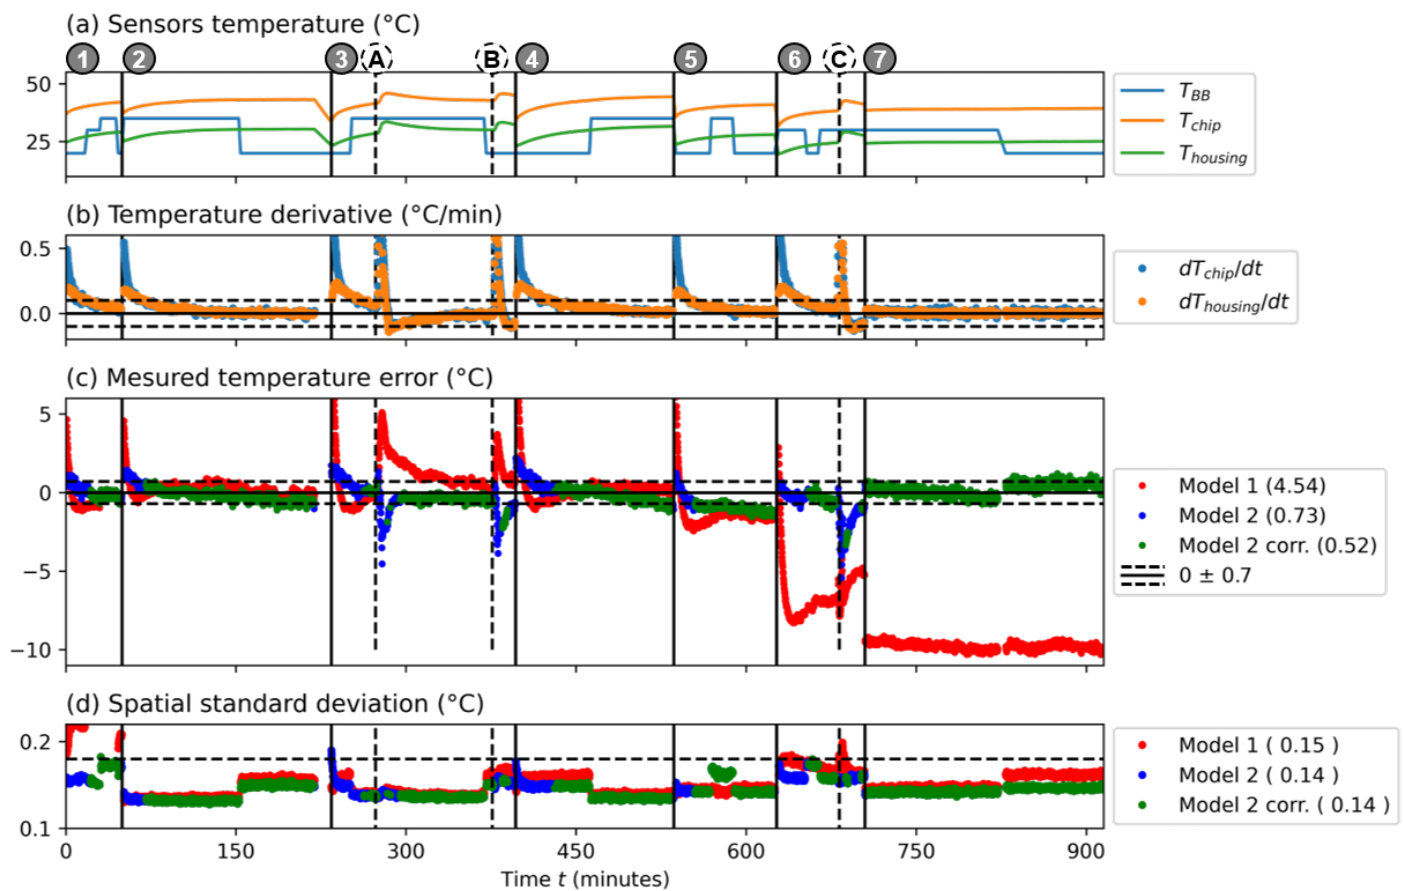 (a) Sensors temperature (°C)
1 2 3 A B 4 5 6 C 7
50
25
T_BB
T_chip
T_housing
(b) Temperature derivative (°C/min)
0.5
0.0
dT_chip/dt
dT_housing/dt
(c) Mesured temperature error (°C)
5
0
−5
−10
Model 1 (4.54)
Model 2 (0.73)
Model 2 corr. (0.52)
0 ± 0.7
(d) Spatial standard deviation (°C)
0.2
0.1
Model 1 ( 0.15 )
Model 2 ( 0.14 )
Model 2 corr. ( 0.14 )
0 150 300 450 600 750 900
Time t (minutes)